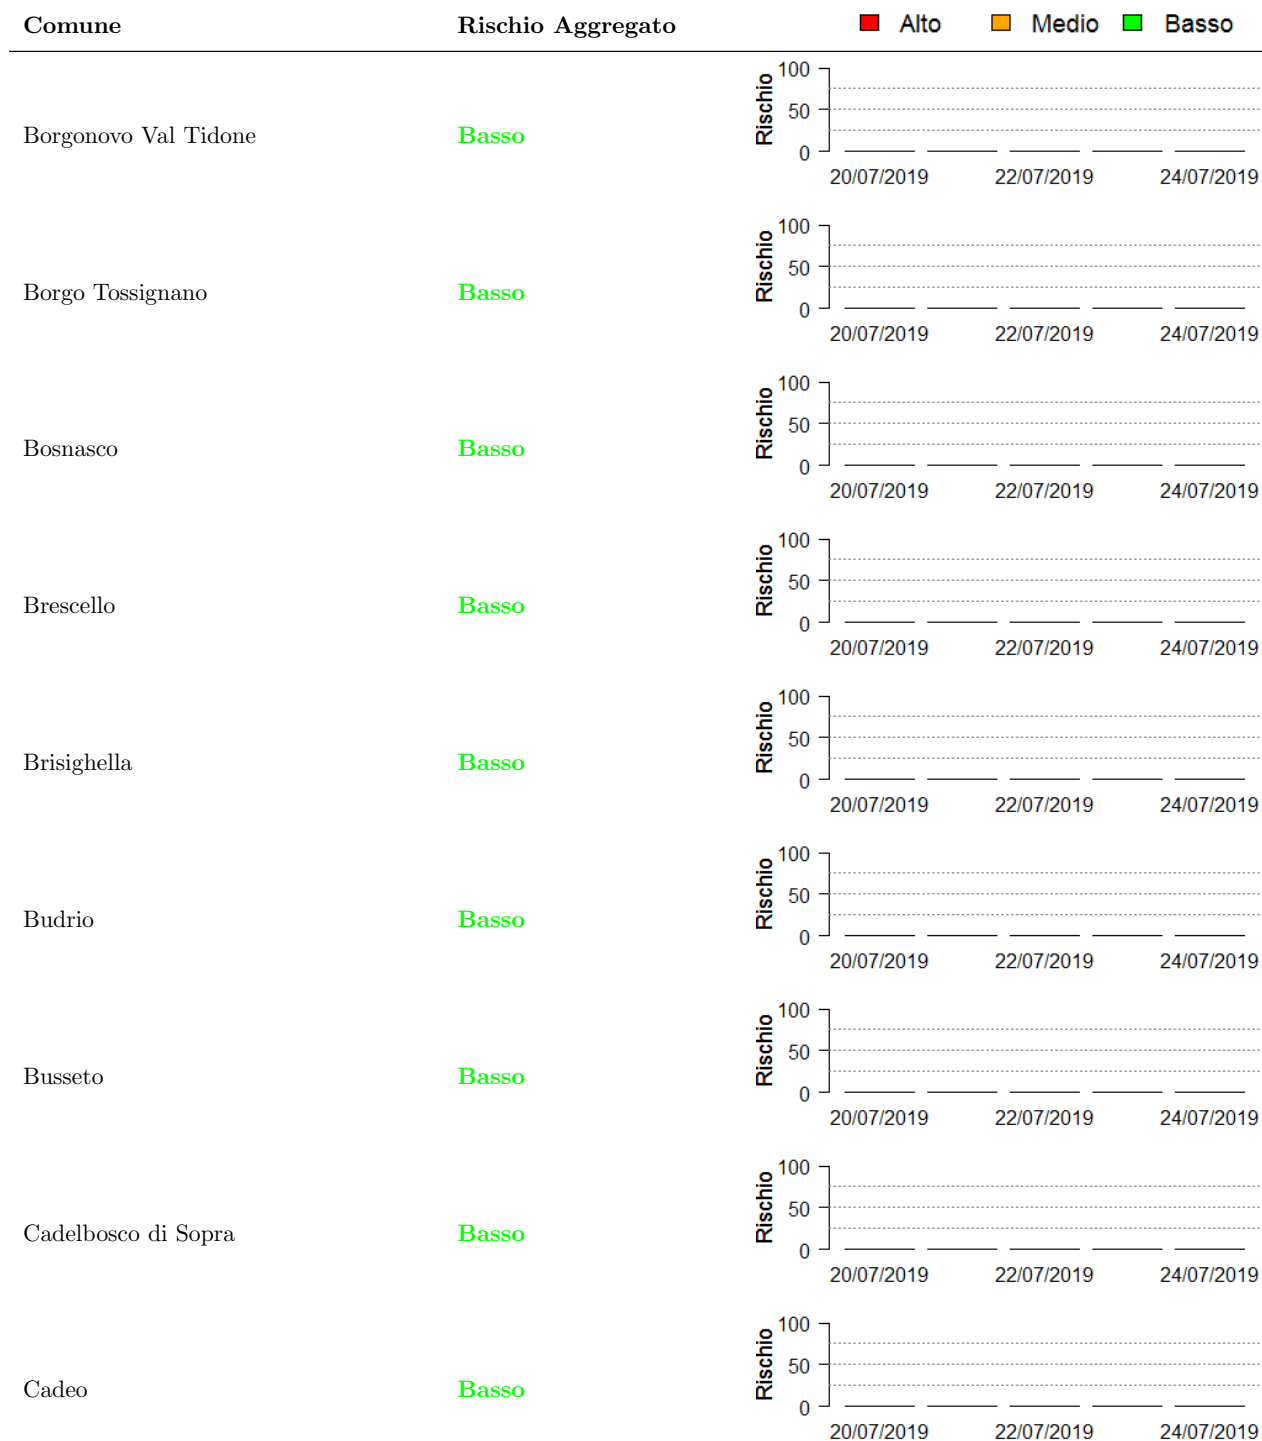 Comune Rischio Aggregato Alto Medio Basso
100
50
0
Rischio
Borgonovo Val Tidone Basso
20/07/2019 22/07/2019 24/07/2019
100
50
0
Rischio
Borgo Tossignano Basso
20/07/2019 22/07/2019 24/07/2019
100
50
0
Rischio
Bosnasco Basso
20/07/2019 22/07/2019 24/07/2019
100
50
0
Rischio
Brescello Basso
20/07/2019 22/07/2019 24/07/2019
100
50
0
Rischio
Brisighella Basso
20/07/2019 22/07/2019 24/07/2019
100
50
0
Rischio
Budrio Basso
20/07/2019 22/07/2019 24/07/2019
100
50
0
Rischio
Busseto Basso
20/07/2019 22/07/2019 24/07/2019
100
50
0
Rischio
Cadelbosco di Sopra Basso
20/07/2019 22/07/2019 24/07/2019
100
50
0
Rischio
Cadeo Basso
20/07/2019 22/07/2019 24/07/2019